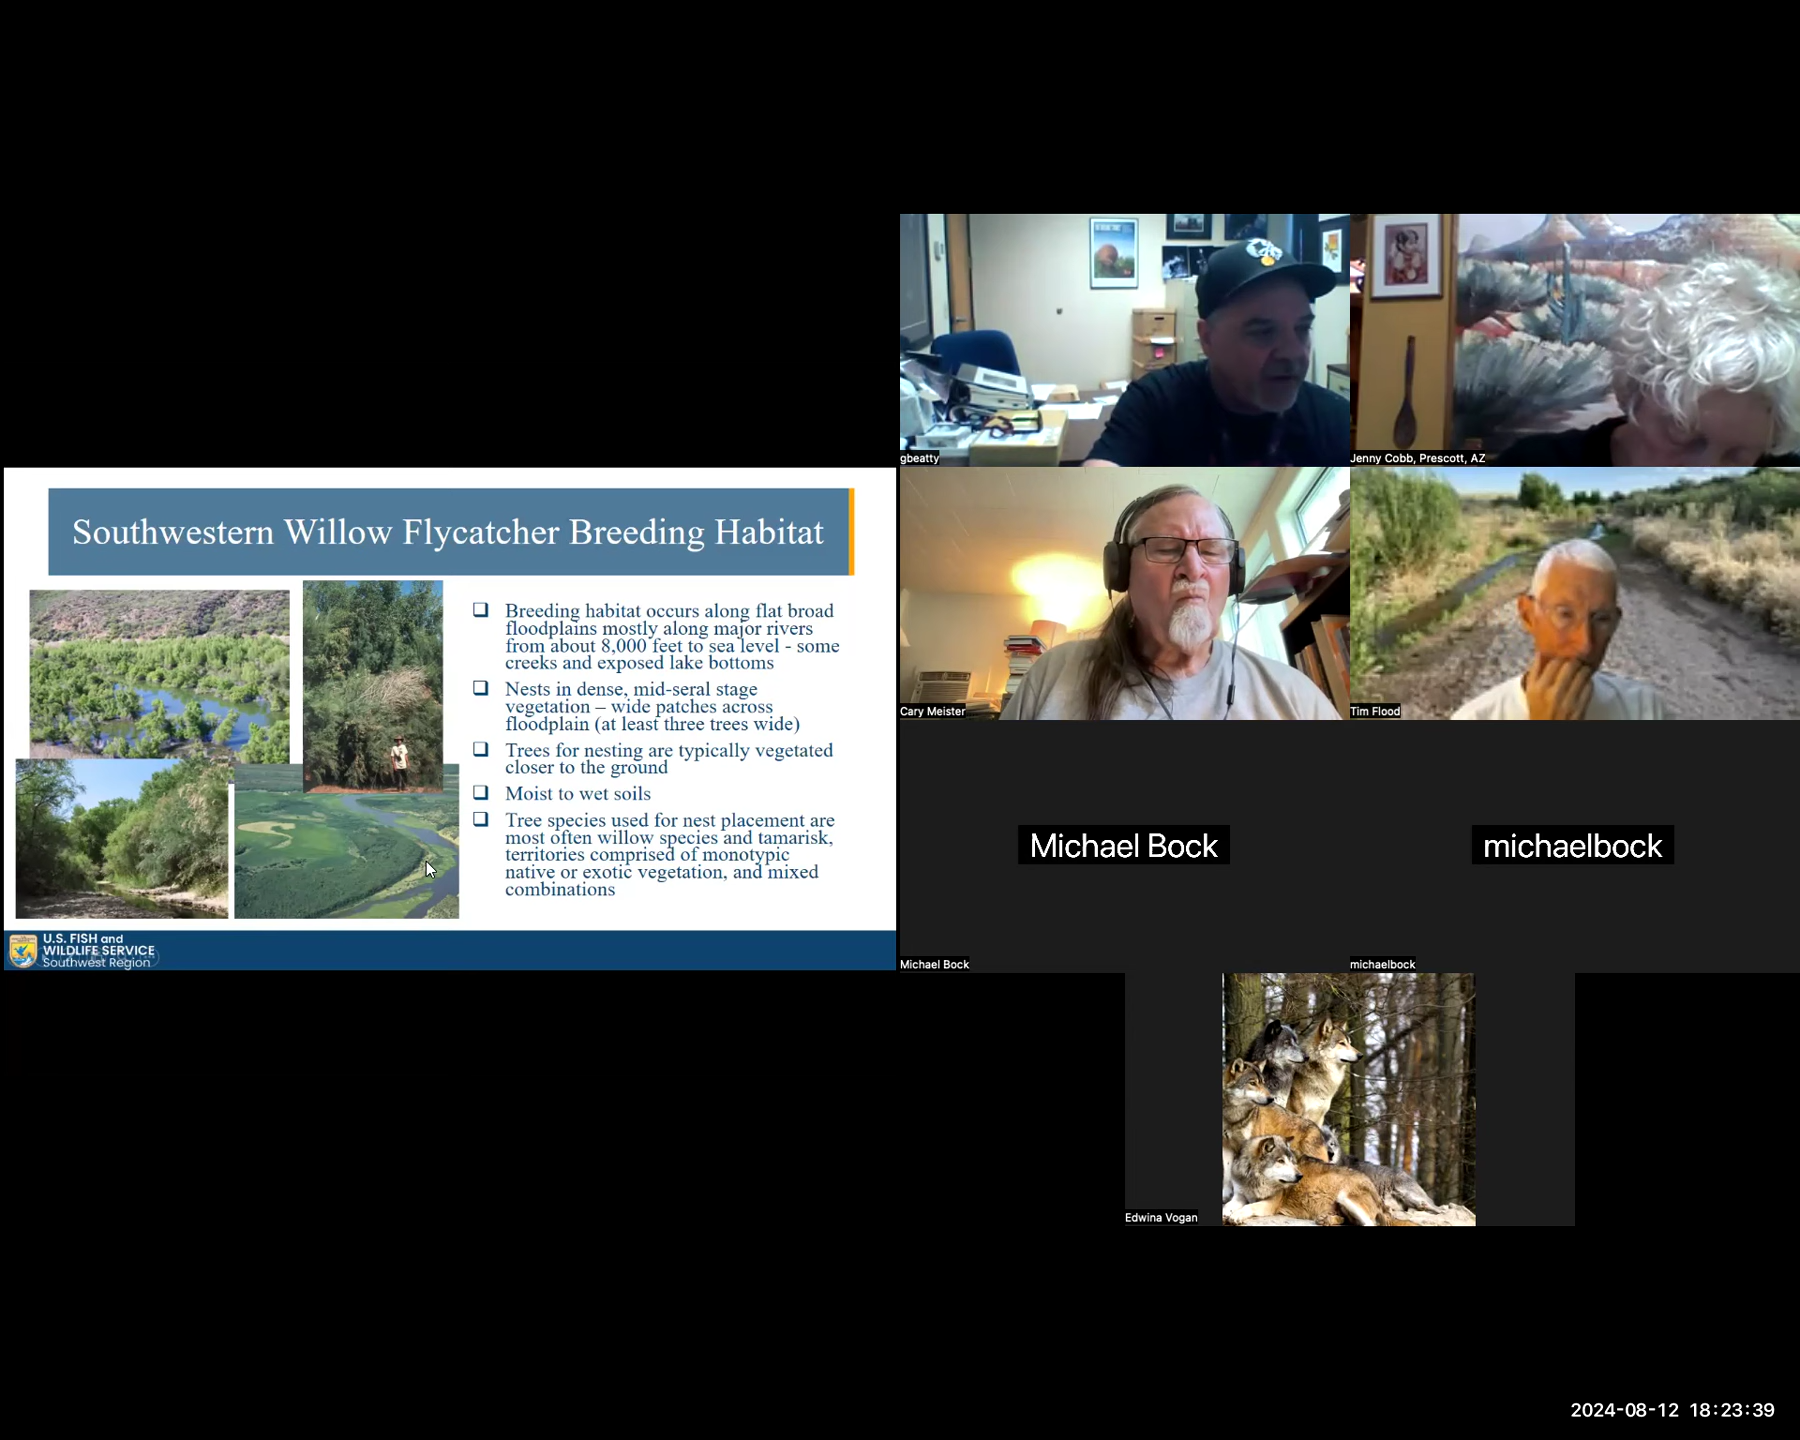 gbeatty
Jenny Cobb, Prescott, AZ
Southwestern Willow Flycatcher Breeding Habitat
❑ Breeding habitat occurs along flat broad
floodplains mostly along major rivers
from about 8,000 feet to sea level - some
creeks and exposed lake bottoms
❑ Nests in dense, mid-seral stage
vegetation – wide patches across
floodplain (at least three trees wide)
❑ Trees for nesting are typically vegetated
closer to the ground
❑ Moist to wet soils
❑ Tree species used for nest placement are
most often willow species and tamarisk,
territories comprised of monotypic
native or exotic vegetation, and mixed
combinations
U.S. FISH and
WILDLIFE SERVICE
Southwest Region
Cary Meister
Tim Flood
Michael Bock
michaelbock
Michael Bock
michaelbock
Edwina Vogan
2024-08-12 18:23:39